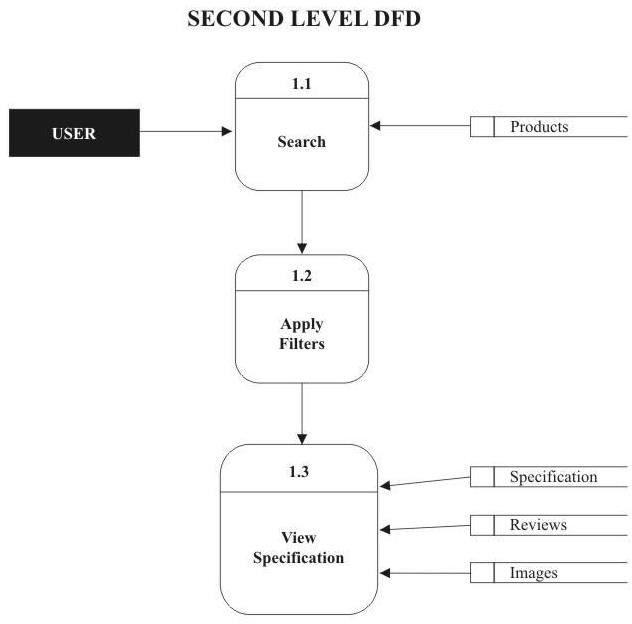 SECOND LEVEL DFD
1.1
USER
Search
Products
1.2
Apply
Filters
1.3
View
Specification
Specification
Reviews
Images